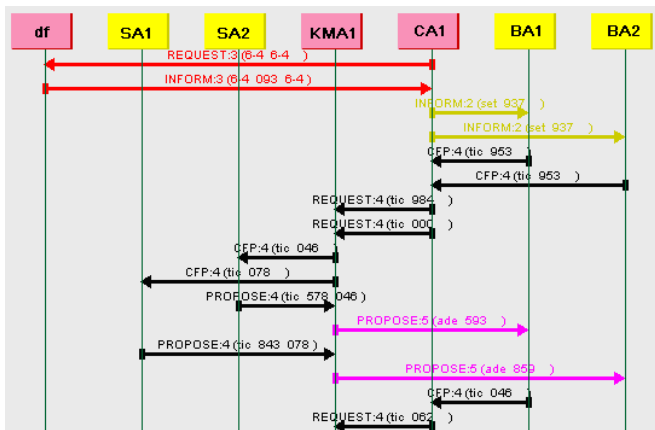 df SA1 SA2 KMA1 CA1 BA1 BA2
REQUEST:3 (6-4 6-4 )
INFORM:3 (6-4 093 6-4)
INFORM:2 (set 937 )
INFORM:2 (set 937 )
CFP:4 (tic 953 )
CFP:4 (tic 953 )
REQUEST:4 (tic 984 )
REQUEST:4 (tic 000 )
CFP:4 (tic 046 )
CFP:4 (tic 078 )
PROPOSE:4 (tic 578 046)
PROPOSE:5 (ade 593 )
PROPOSE:4 (tic 843 078)
PROPOSE:5 (ade 859 )
CFP:4 (tic 046 )
REQUEST:4 (tic 062 )